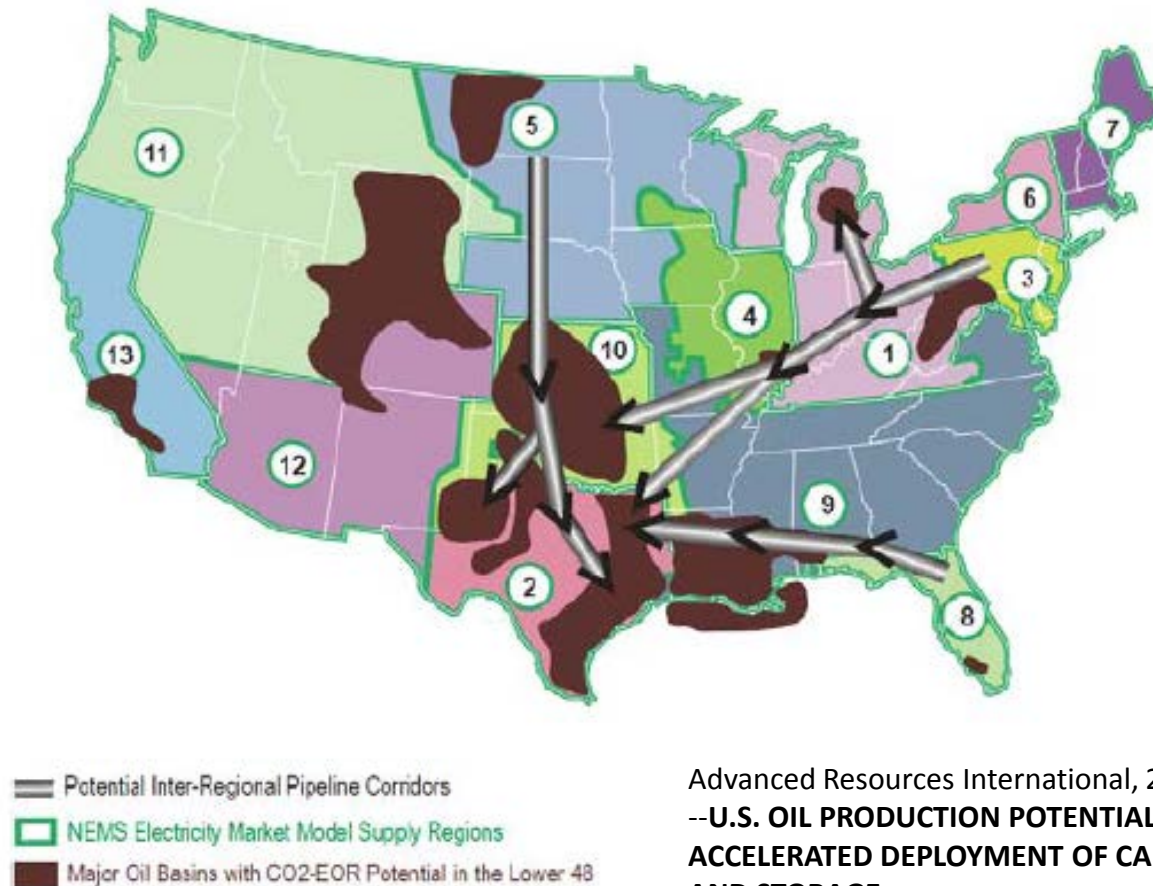 5
7
11
6
3
4
10
1
13
12
9
2
8
Potential Inter-Regional Pipeline Corridors
NEMS Electricity Market Model Supply Regions
Major Oil Basins with CO2-EOR Potential in the Lower 48
Advanced Resources International, 2
--U.S. OIL PRODUCTION POTENTIAL
ACCELERATED DEPLOYMENT OF CA
AND STORAGE